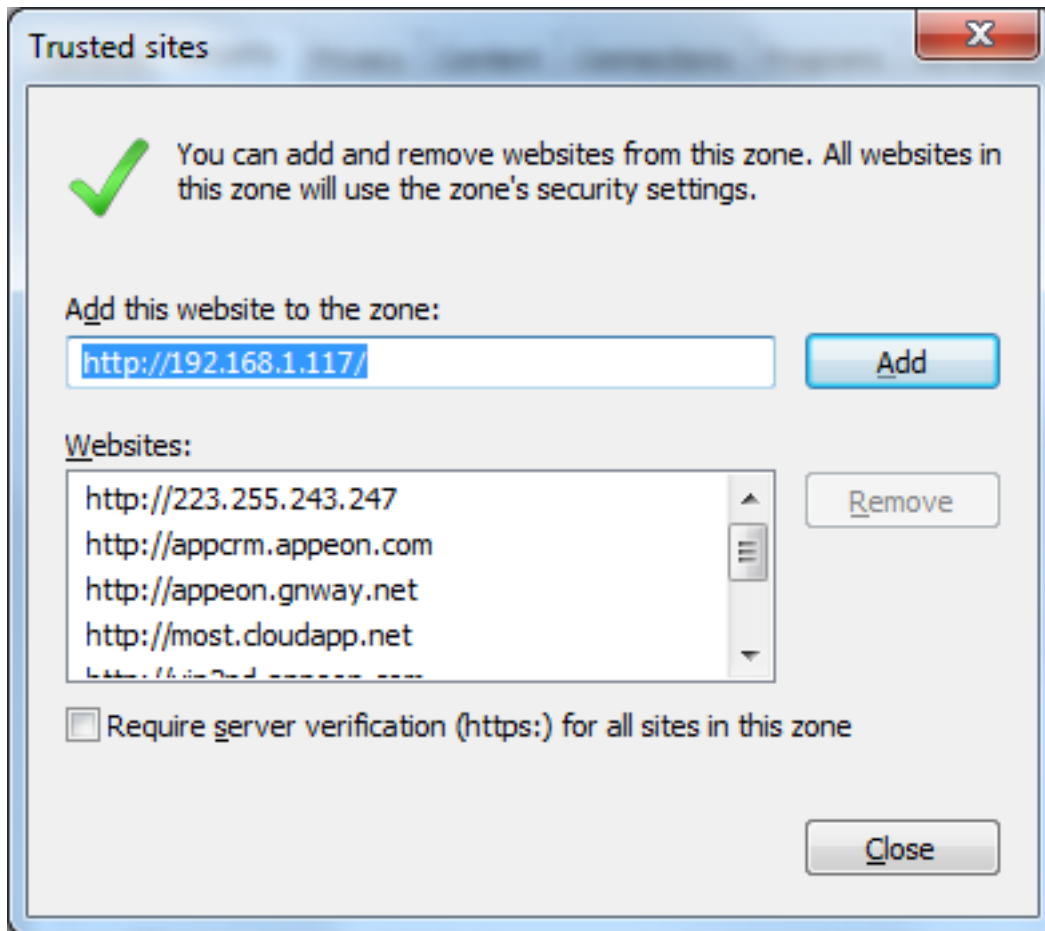 Trusted sites
You can add and remove websites from this zone. All websites in
this zone will use the zone's security settings.
Add this website to the zone:
http://192.168.1.117/
Add
Websites:
http://223.255.243.247
Remove
http://appcrm.appeon.com
http://appeon.gnway.net
http://most.cloudapp.net
Require server verification (https:) for all sites in this zone
Close